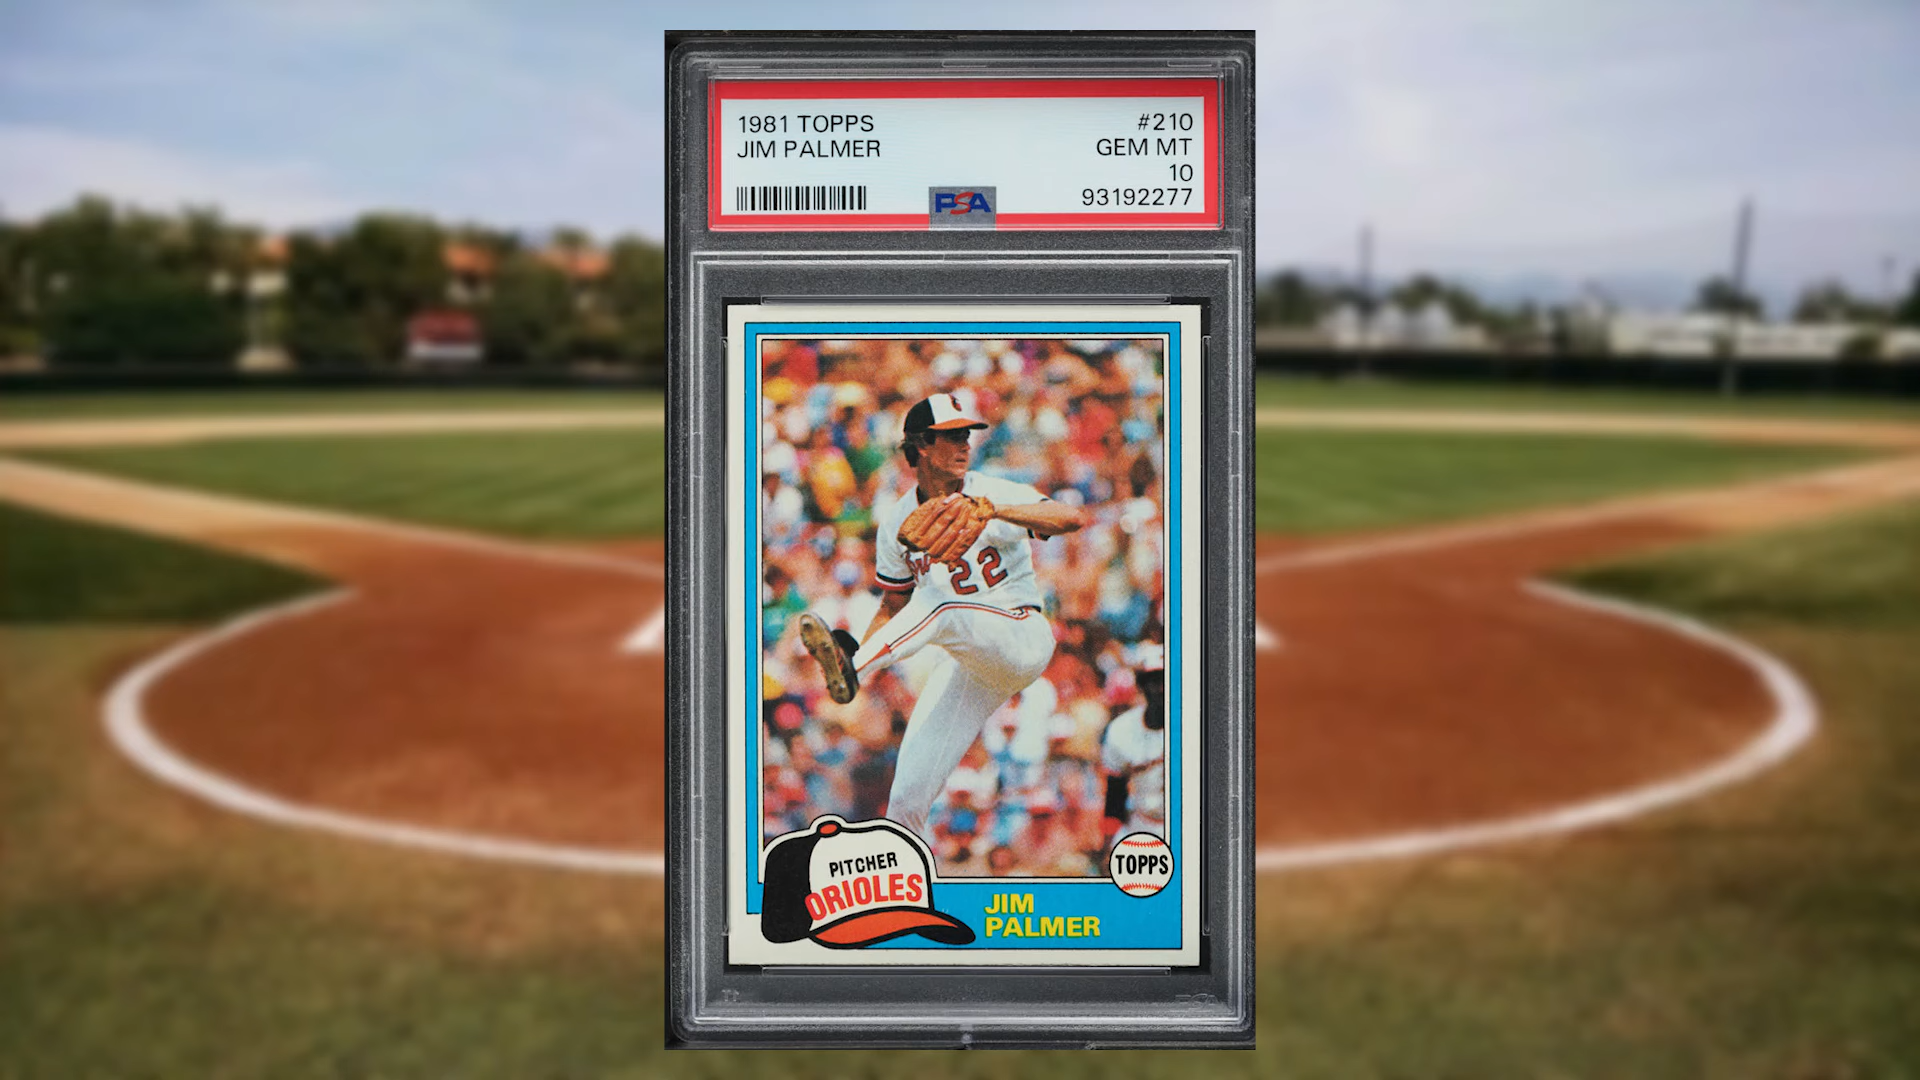 1981 TOPPS #210
JIM PALMER GEM MT
10
PSA 93192277
22
PITCHER
ORIOLES
JIM
PALMER
TOPPS